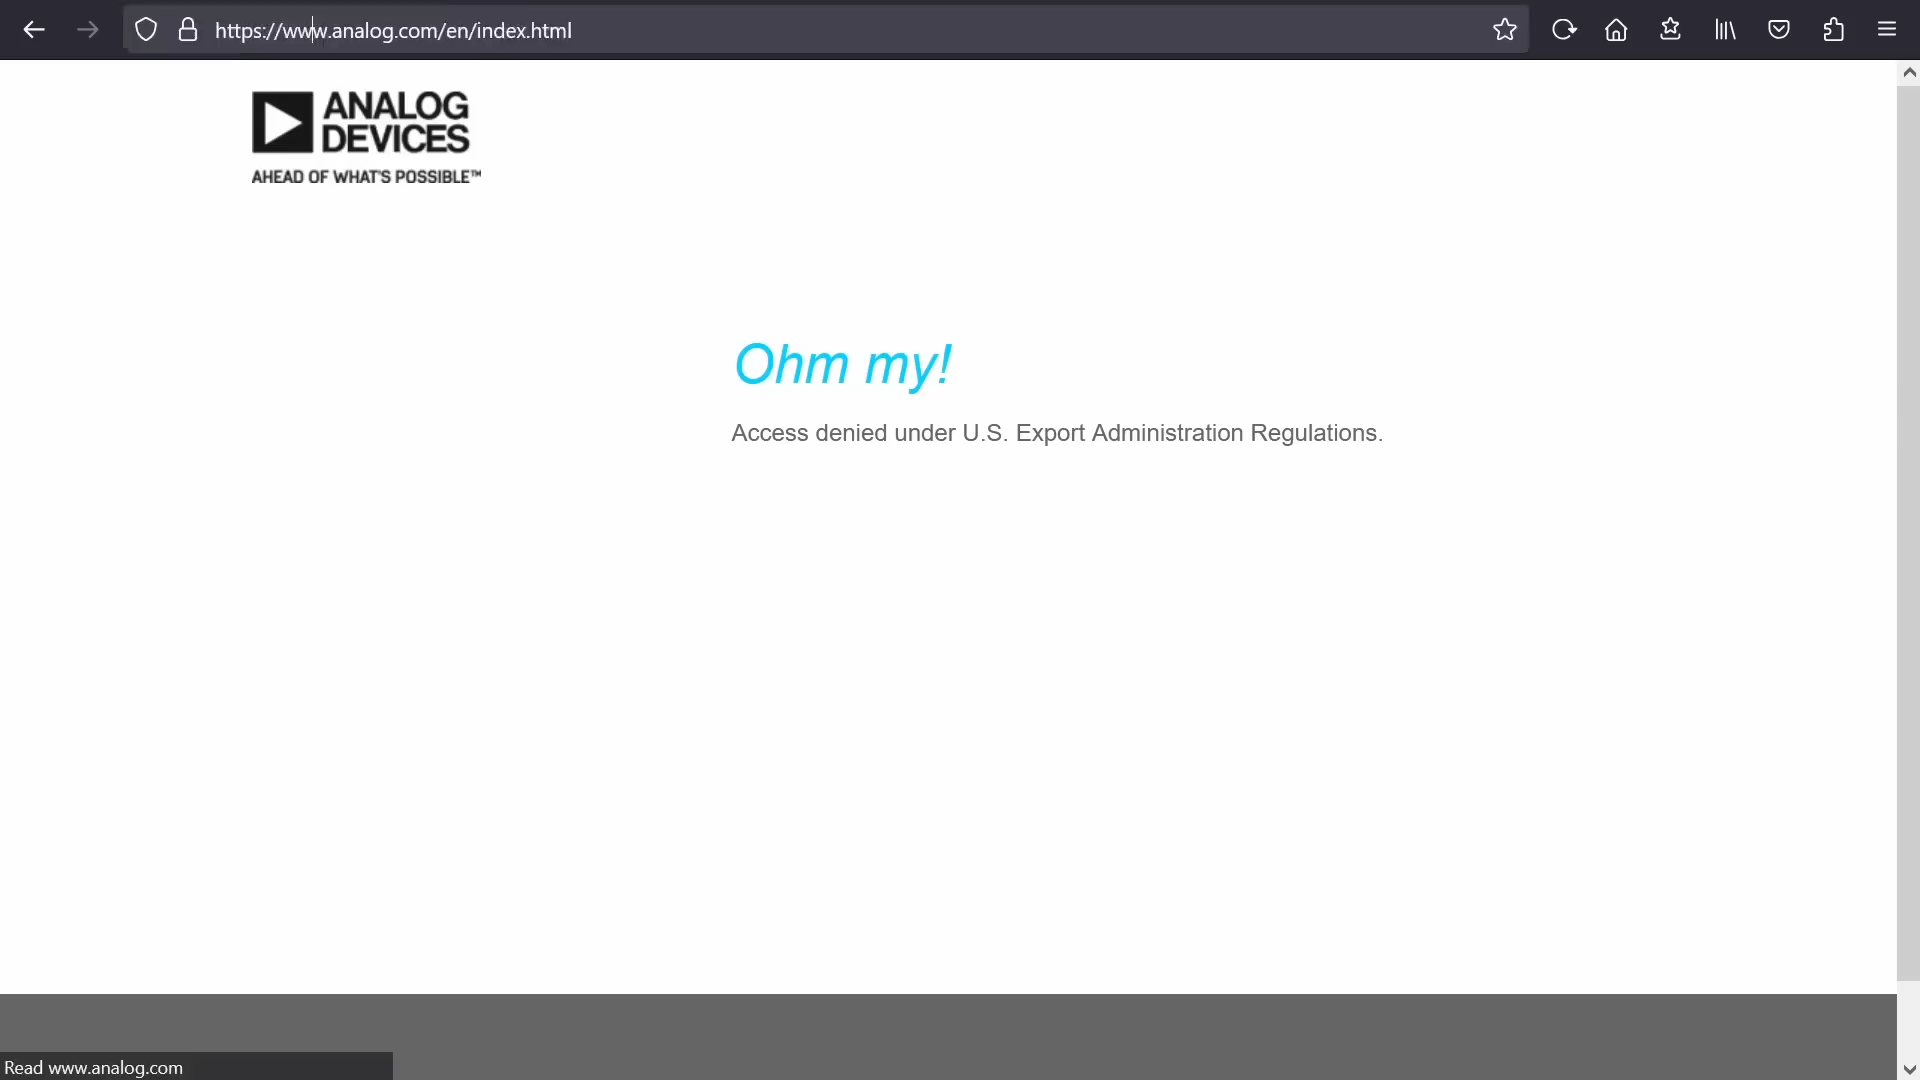 https://www.analog.com/en/index.html
ANALOG
DEVICES
AHEAD OF WHAT'S POSSIBLE™
Ohm my!
Access denied under U.S. Export Administration Regulations.
Read www.analog.com